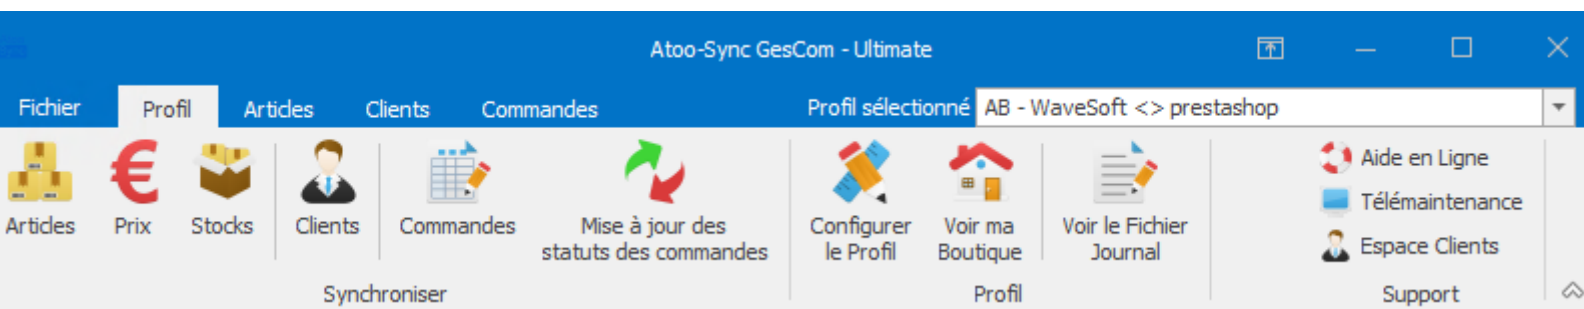 Atoo-Sync GesCom - Ultimate
Fichier Profil Articles Clients Commandes Profil sélectionné AB - WaveSoft <> prestashop
Articles
Prix
Stocks
Clients
Commandes
Mise à jour des
statuts des commandes
Synchroniser
Configurer
le Profil
Voir ma
Boutique
Voir le Fichier
Journal
Profil
Aide en Ligne
Télémaintenance
Espace Clients
Support